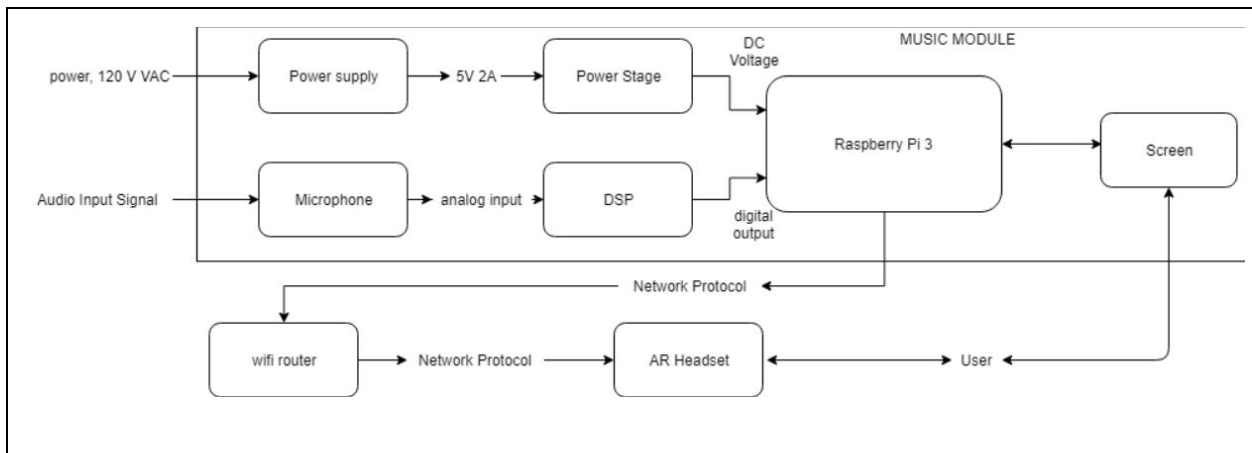 MUSIC MODULE
power, 120 V VAC
Power supply
5V 2A
Power Stage
DC
Voltage
Raspberry Pi 3
Screen
Audio Input Signal
Microphone
analog input
DSP
digital
output
Network Protocol
wifi router
Network Protocol
AR Headset
User